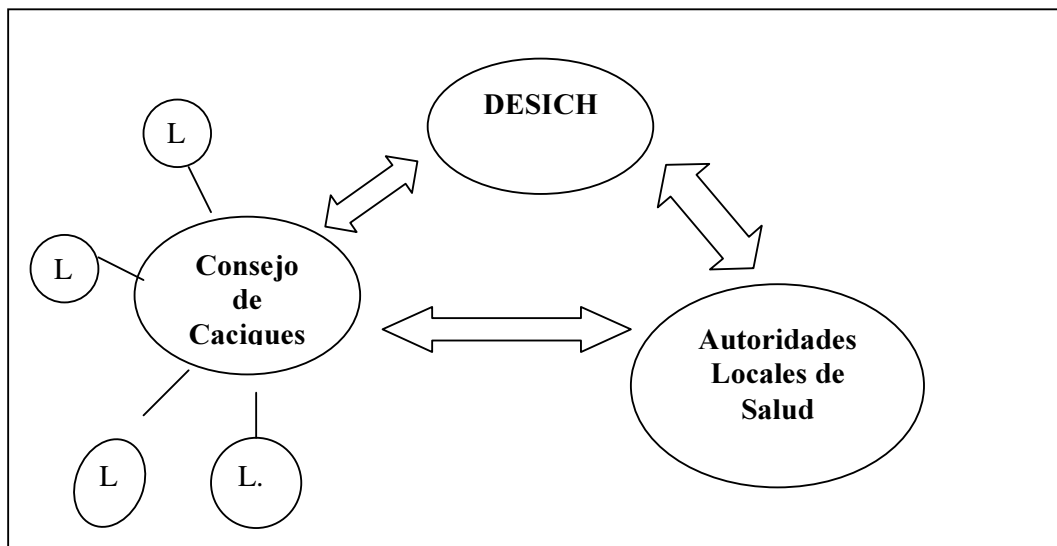 DESICH
L
L
Consejo
de
Caciques
Autoridades
Locales de
Salud
L
L.